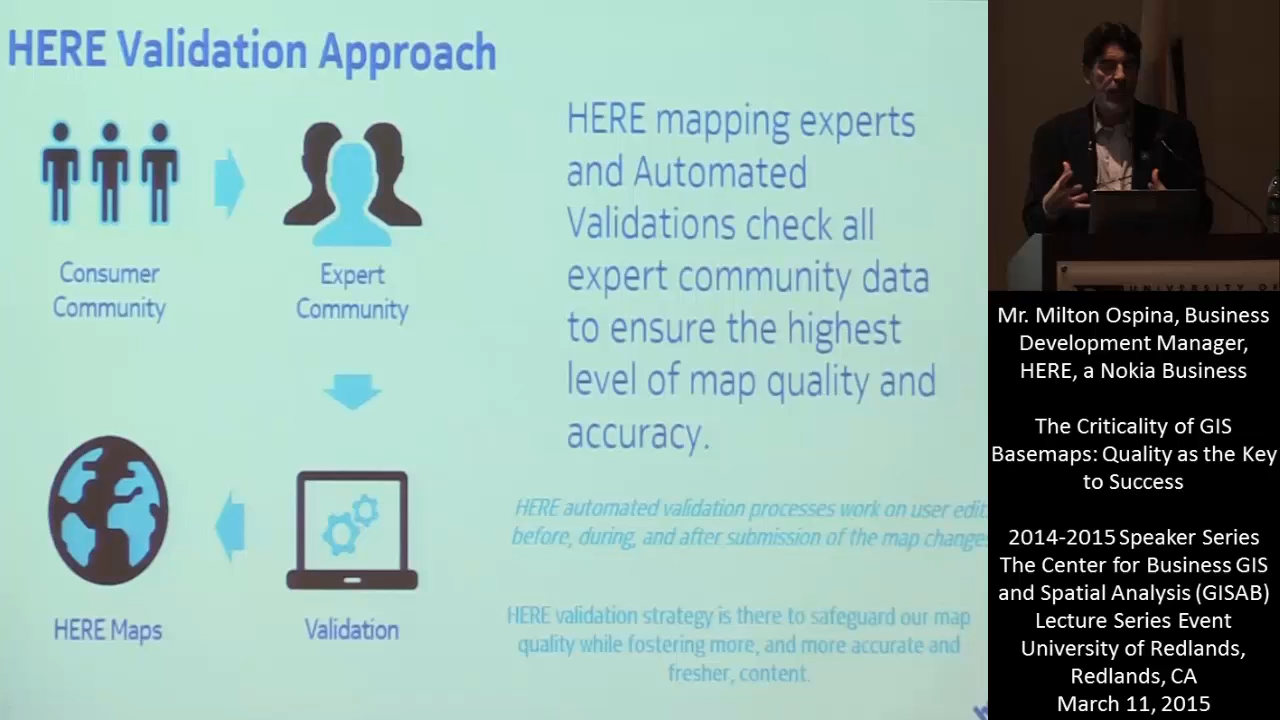 HERE Validation Approach
Consumer
Community
Expert
Community
HERE Maps
Validation
HERE mapping experts
and Automated
Validations check all
expert community data
to ensure the highest
level of map quality and
accuracy.
HERE automated validation processes work on user edit
before, during, and after submission of the map change
HERE validation strategy is there to safeguard our map
quality while fostering more, and more accurate and
fresher, content.
UNIVERSITY OF
Mr. Milton Ospina, Business
Development Manager,
HERE, a Nokia Business
The Criticality of GIS
Basemaps: Quality as the Key
to Success
2014-2015 Speaker Series
The Center for Business GIS
and Spatial Analysis (GISAB)
Lecture Series Event
University of Redlands,
Redlands, CA
March 11, 2015